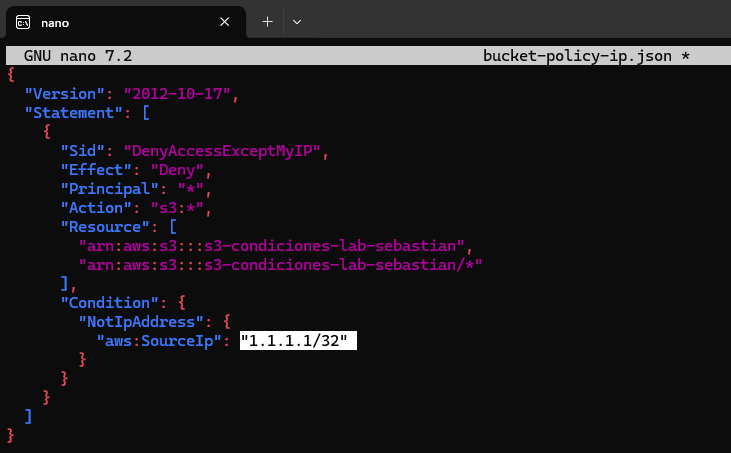 nano
GNU nano 7.2 bucket-policy-ip.json *
{
  "Version": "2012-10-17",
  "Statement": [
    {
      "Sid": "DenyAccessExceptMyIP",
      "Effect": "Deny",
      "Principal": "*",
      "Action": "s3:*",
      "Resource": [
        "arn:aws:s3:::s3-condiciones-lab-sebastian",
        "arn:aws:s3:::s3-condiciones-lab-sebastian/*"
      ],
      "Condition": {
        "NotIpAddress": {
          "aws:SourceIp": "1.1.1.1/32"
        }
      }
    }
  ]
}